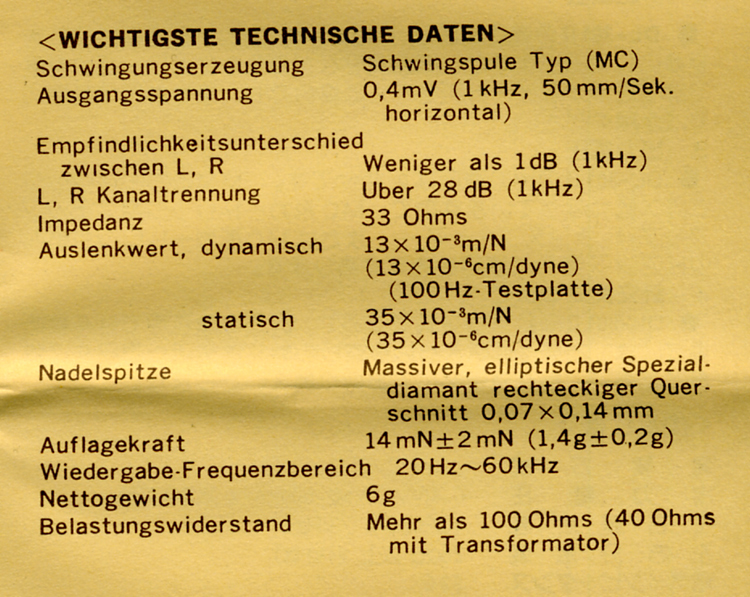 <WICHTIGSTE TECHNISCHE DATEN>
Schwingungserzeugung Schwingspule Typ (MC)
Ausgangsspannung 0,4mV (1kHz, 50mm/Sek.
horizontal)
Empfindlichkeitsunterschied
zwischen L, R Weniger als 1dB (1kHz)
L, R Kanaltrennung Uber 28dB (1kHz)
Impedanz 33 Ohms
Auslenkwert, dynamisch 13×10⁻³m/N
(13×10⁻⁶cm/dyne)
(100Hz-Testplatte)
statisch 35×10⁻³m/N
(35×10⁻⁶cm/dyne)
Nadelspitze Massiver, elliptischer Spezial-
diamant rechteckiger Quer-
schnitt 0,07×0,14mm
Auflagekraft 14mN±2mN (1,4g±0,2g)
Wiedergabe-Frequenzbereich 20Hz~60kHz
Nettogewicht 6g
Belastungswiderstand Mehr als 100 Ohms (40 Ohms
mit Transformator)